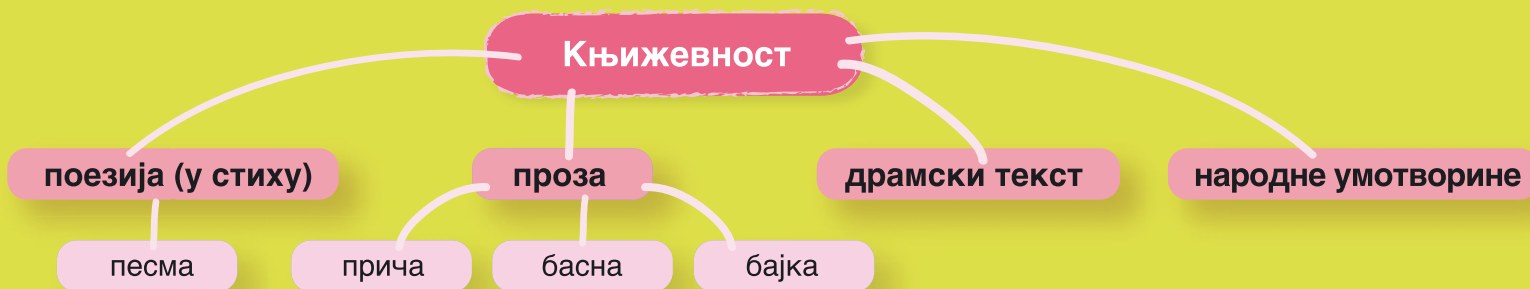 Књижевност
поезија (у стиху)
проза
драмски текст
народне умотворине
песма
прича
басна
бајка